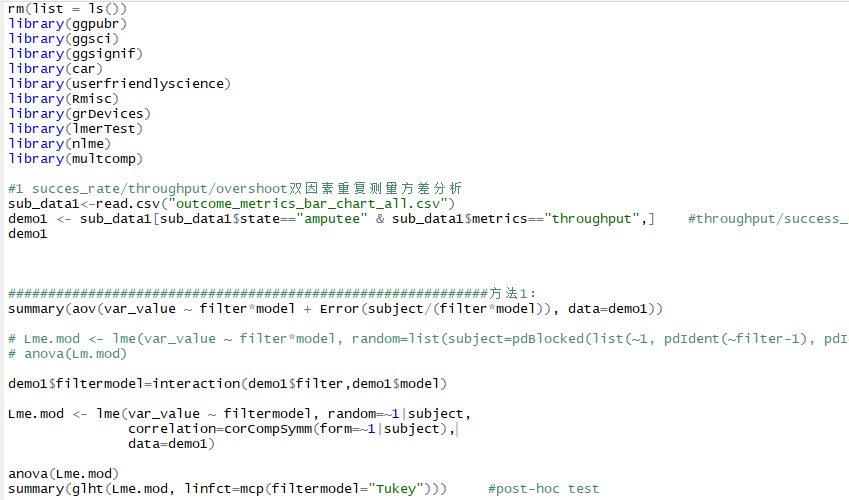 rm(list = ls())
library(ggpubr)
library(ggsci)
library(ggsignif)
library(car)
library(userfriendlyscience)
library(Rmisc)
library(grDevices)
library(lmerTest)
library(nlme)
library(multcomp)
#1 succes_rate/throughput/overshoot双因素重复测量方差分析
sub_data1<-read.csv("outcome_metrics_bar_chart_all.csv")
demo1 <- sub_data1[sub_data1$state=="amputee" & sub_data1$metrics=="throughput",]    #throughput/success_
demo1
############################################################方法1:
summary(aov(var_value ~ filter*model + Error(subject/(filter*model)), data=demo1))
# Lme.mod <- lme(var_value ~ filter*model, random=list(subject=pdBlocked(list(~1, pdIdent(~filter-1), pdI
# anova(Lm.mod)
demo1$filtermodel=interaction(demo1$filter,demo1$model)
Lme.mod <- lme(var_value ~ filtermodel, random=~1|subject,
correlation=corCompSymm(form=~1|subject),
data=demo1)
anova(Lme.mod)
summary(glht(Lme.mod, linfct=mcp(filtermodel="Tukey")))     #post-hoc test